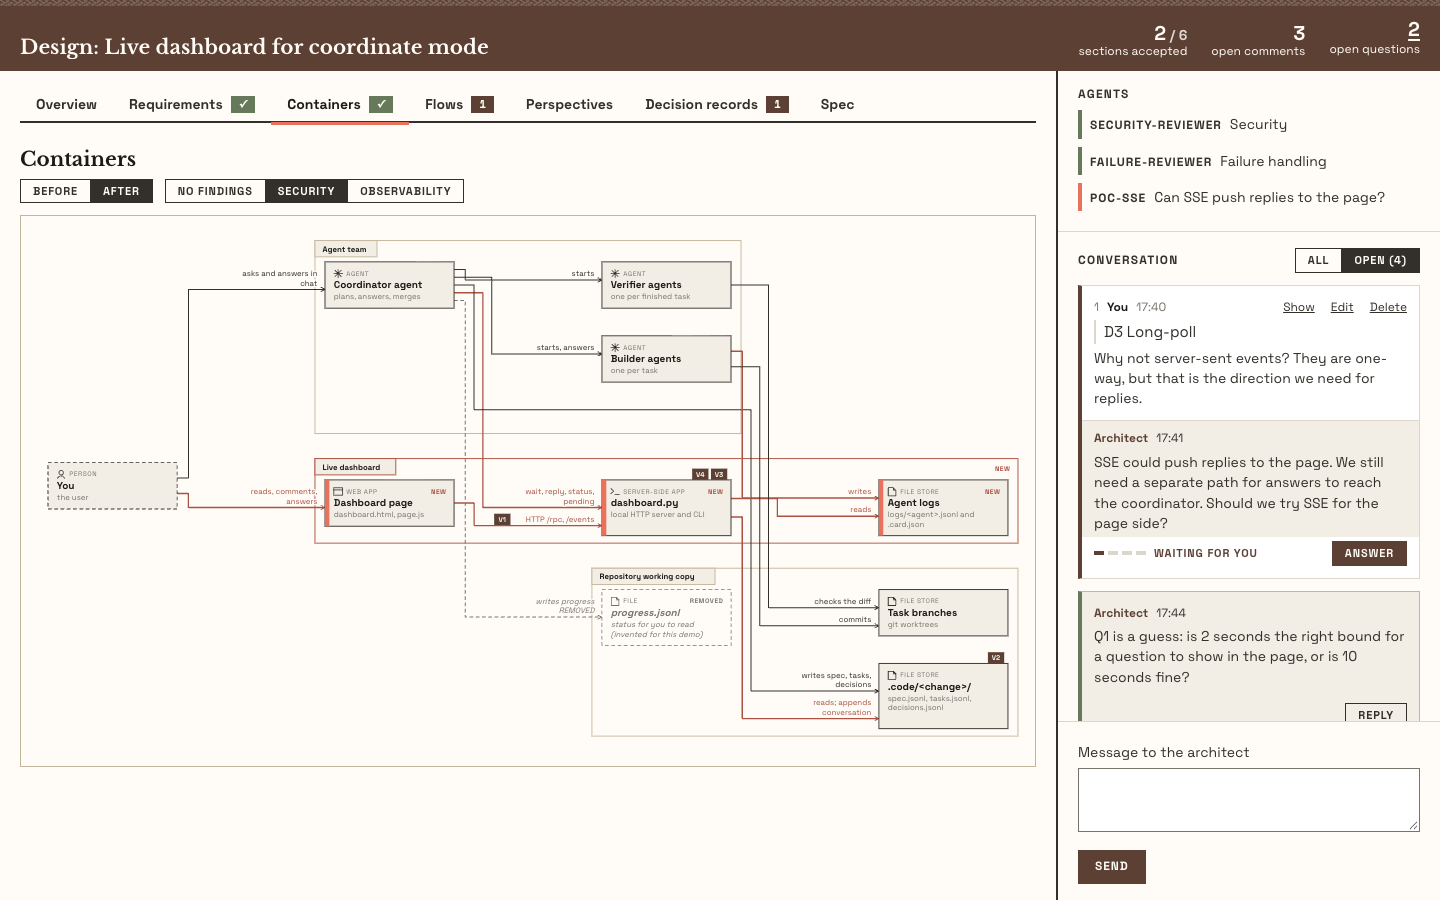 Design: Live dashboard for coordinate mode
2 / 6
sections accepted
3
open comments
2
open questions
Overview
Requirements ✓
Containers ✓
Flows 1
Perspectives
Decision records 1
Spec
Containers
BEFORE
AFTER
NO FINDINGS
SECURITY
OBSERVABILITY
Agent team
asks and answers in
chat
AGENT
Coordinator agent
plans, answers, merges
starts
AGENT
Verifier agents
one per finished task
starts, answers
AGENT
Builder agents
one per task
PERSON
You
the user
reads, comments,
answers
Live dashboard
NEW
WEB APP
NEW
Dashboard page
dashboard.html, page.js
wait, reply, status,
pending
V1
HTTP /rpc, /events
V4
V3
SERVER-SIDE APP
NEW
dashboard.py
local HTTP server and CLI
writes
reads
FILE STORE
NEW
Agent logs
logs/<agent>.jsonl and
.card.json
Repository working copy
writes progress
REMOVED
FILE
REMOVED
progress.jsonl
status for you to read
(invented for this demo)
checks the diff
commits
FILE STORE
Task branches
git worktrees
V2
writes spec, tasks,
decisions
reads; appends
conversation
FILE STORE
.code/<change>/
spec.jsonl, tasks.jsonl,
decisions.jsonl
AGENTS
SECURITY-REVIEWER Security
FAILURE-REVIEWER Failure handling
POC-SSE Can SSE push replies to the page?
CONVERSATION
ALL
OPEN (4)
1 You 17:40
Show
Edit
Delete
D3 Long-poll
Why not server-sent events? They are one-
way, but that is the direction we need for
replies.
Architect 17:41
SSE could push replies to the page. We still
need a separate path for answers to reach
the coordinator. Should we try SSE for the
page side?
WAITING FOR YOU
ANSWER
Architect 17:44
Q1 is a guess: is 2 seconds the right bound for
a question to show in the page, or is 10
seconds fine?
REPLY
Message to the architect
SEND